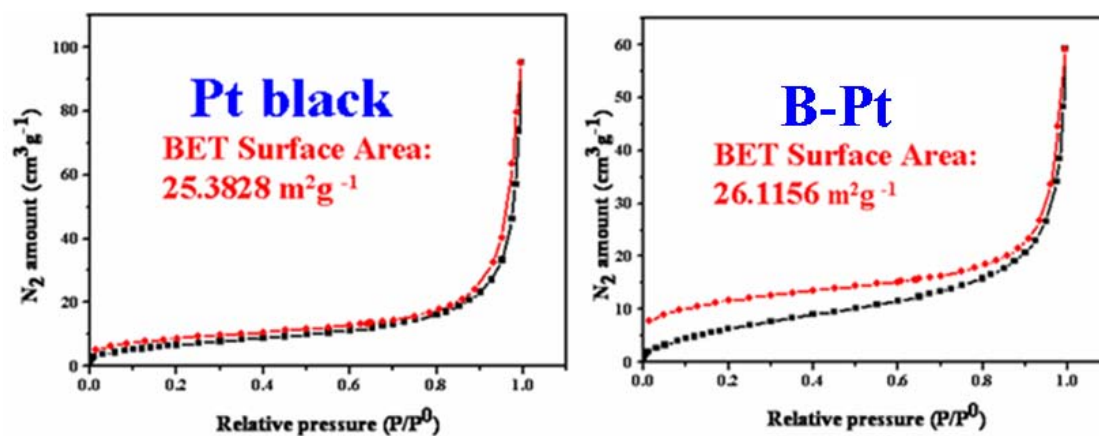 Pt black
BET Surface Area:
25.3828 m²g ⁻¹
N₂ amount (cm³g⁻¹)
100
80
60
40
20
0
0.0 0.2 0.4 0.6 0.8 1.0
Relative pressure (P/P⁰)
B-Pt
BET Surface Area:
26.1156 m²g ⁻¹
N₂ amount (cm³g⁻¹)
60
50
40
30
20
10
0
0.0 0.2 0.4 0.6 0.8 1.0
Relative pressure (P/P⁰)